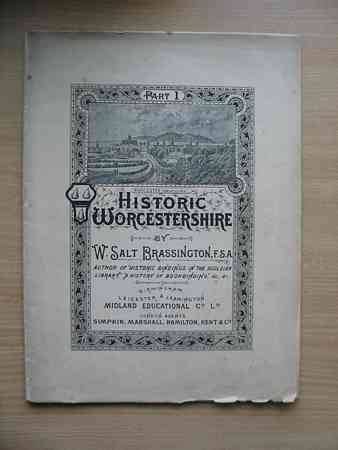 PART I
HISTORIC
WORCESTERSHIRE
BY
Wm SALT BRASSINGTON, F.S.A.
AUTHOR OF "HISTORIC BINDINGS IN THE BODLEIAN
LIBRARY" "A HISTORY OF BOOKBINDING", &c. &c.
BIRMINGHAM
LEICESTER & LEAMINGTON
MIDLAND EDUCATIONAL Co Ld
LONDON AGENTS
SIMPKIN, MARSHALL, HAMILTON, KENT & Co